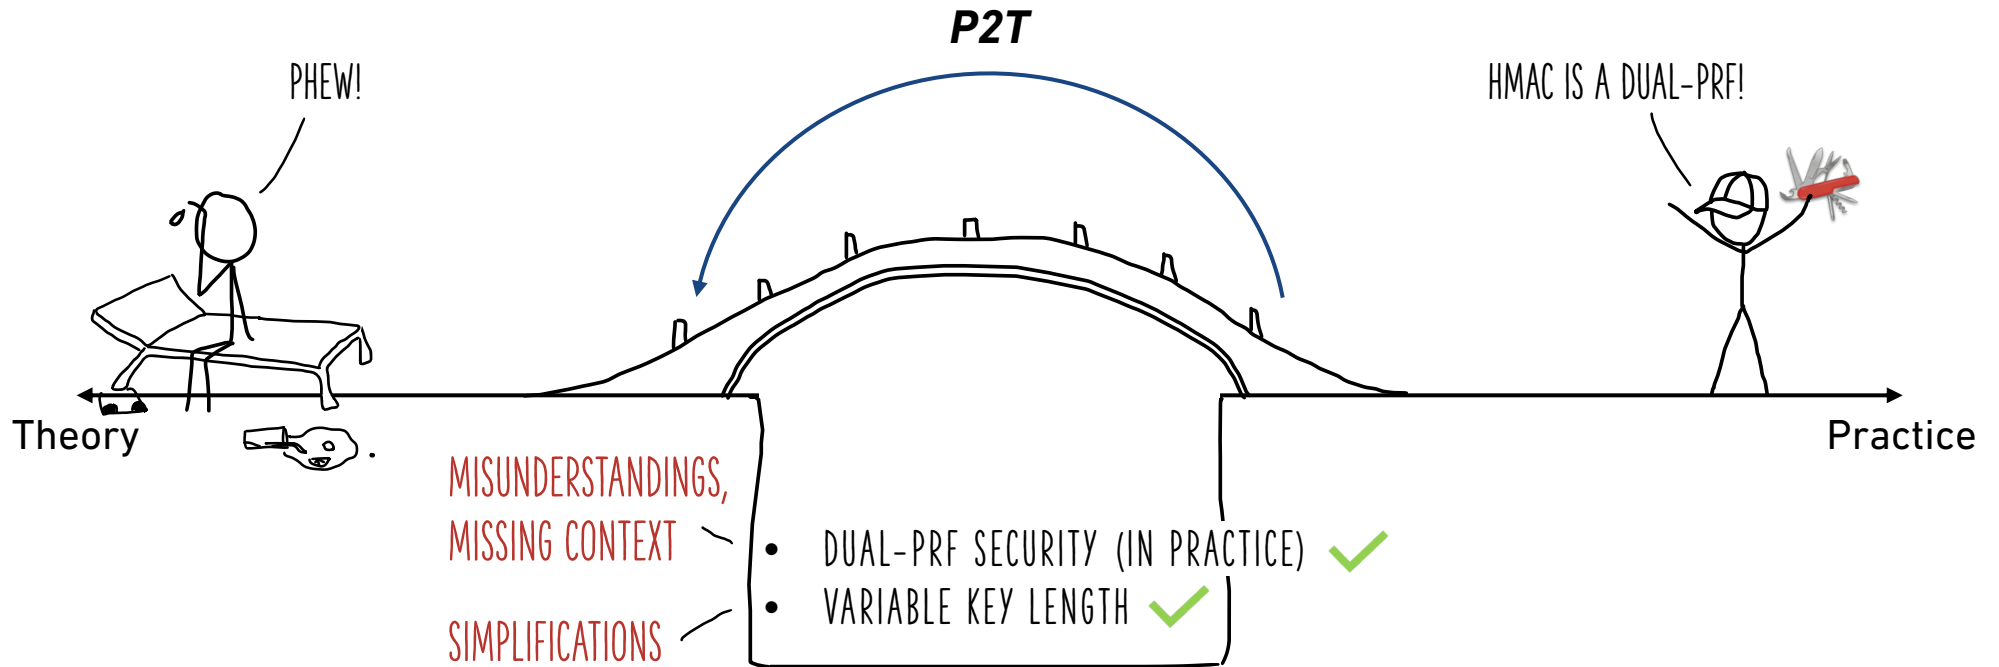 P2T
PHEW!
HMAC IS A DUAL-PRF!
Theory
Practice
MISUNDERSTANDINGS,
MISSING CONTEXT
SIMPLIFICATIONS
• DUAL-PRF SECURITY (IN PRACTICE)
• VARIABLE KEY LENGTH